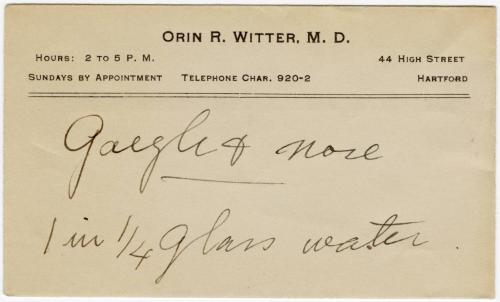 ORIN R. WITTER, M. D.
HOURS: 2 TO 5 P. M. 44 HIGH STREET
SUNDAYS BY APPOINTMENT TELEPHONE CHAR. 920-2 HARTFORD
Gargle & nose
1 in 1/4 glass water.